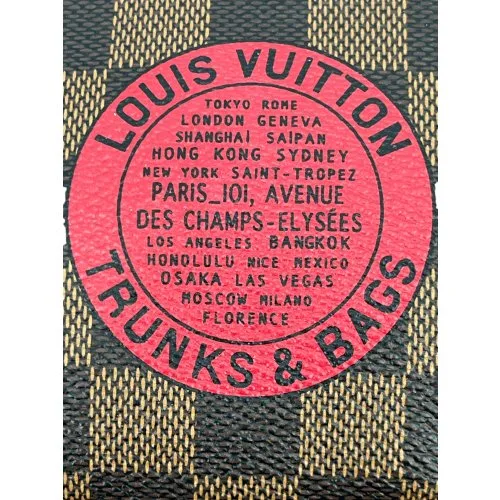 LOUIS VUITTON
TOKYO ROME
LONDON GENEVA
SHANGHAI SAIPAN
HONG KONG SYDNEY
NEW YORK SAINT-TROPEZ
PARIS_101, AVENUE
DES CHAMPS-ELYSÉES
LOS ANGELES BANGKOK
HONOLULU NICE MEXICO
OSAKA LAS VEGAS
MOSCOW MILANO
FLORENCE
TRUNKS & BAGS